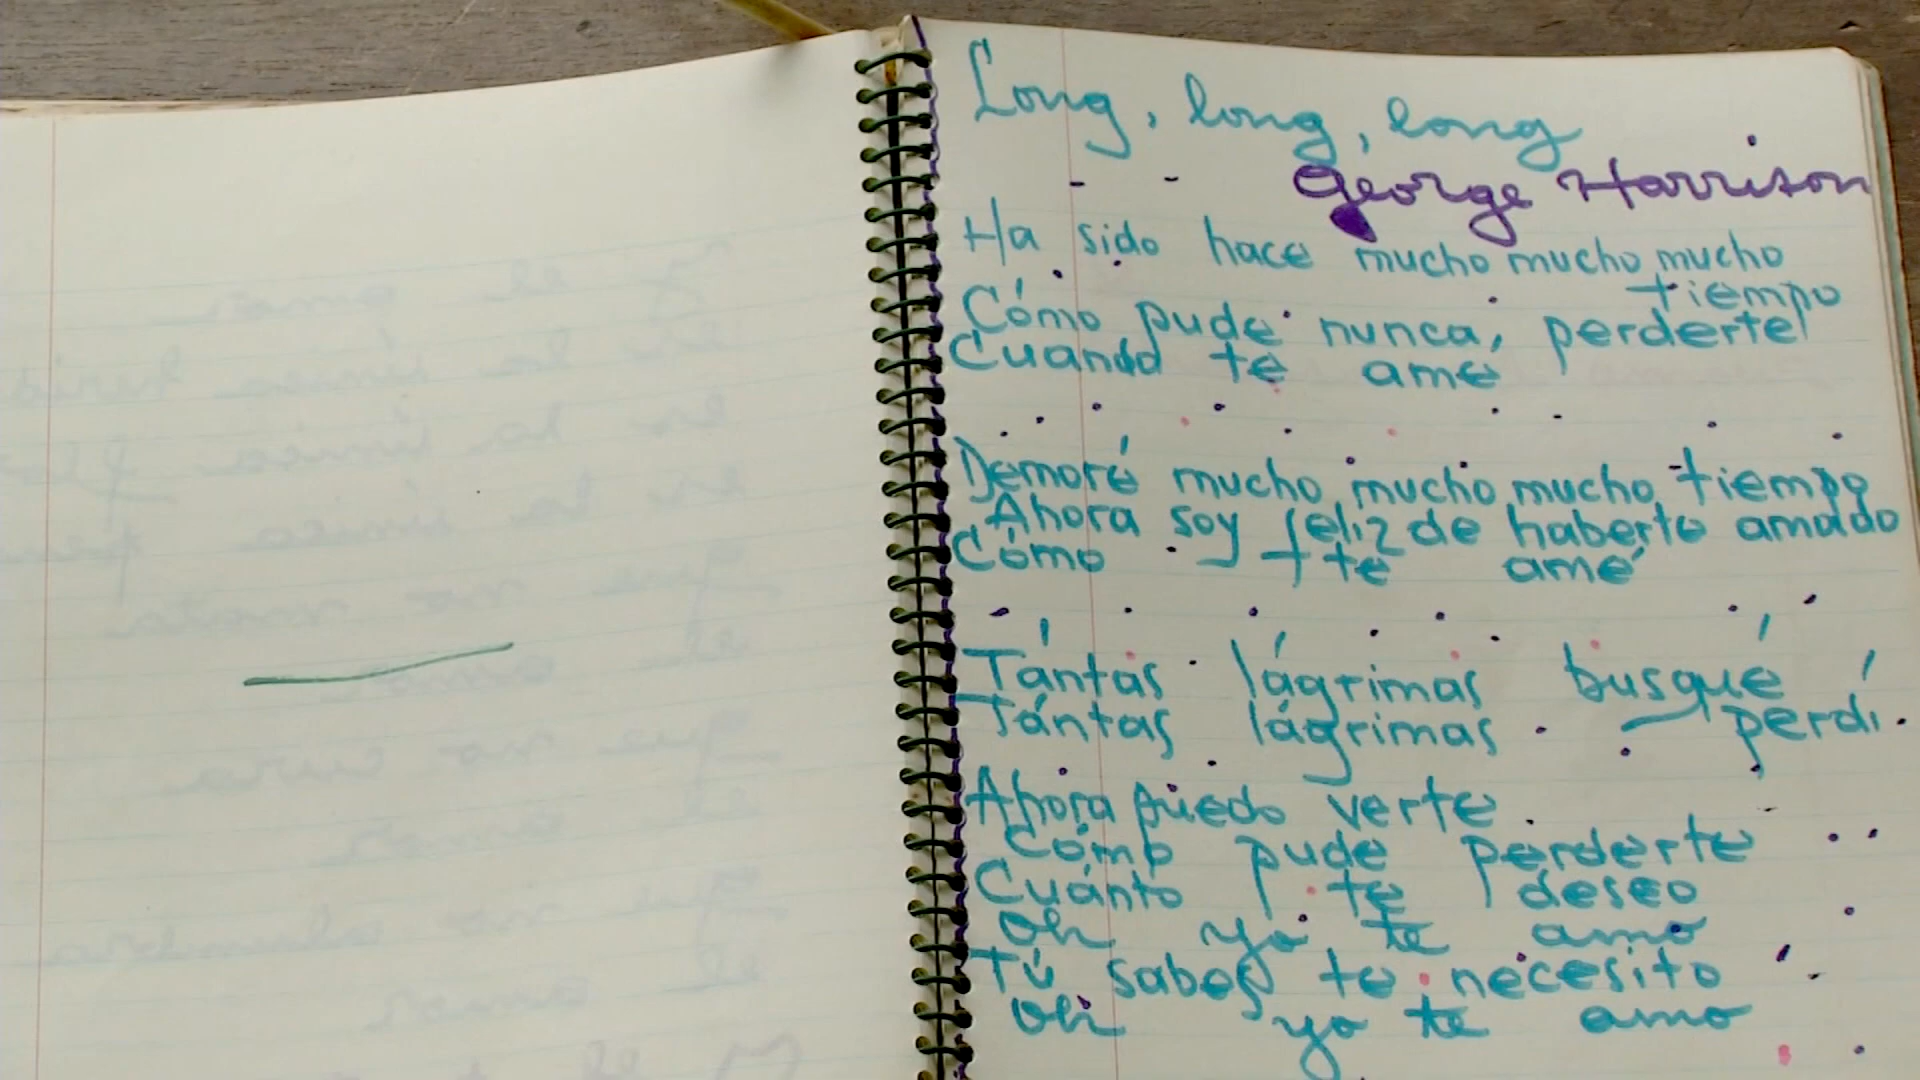 Long, long, long
George Harrison
Ha sido hace mucho mucho mucho
tiempo
Cómo pude nunca, perderte
Cuando te amé
Demoré mucho mucho mucho tiempo
Ahora soy feliz de haberte amado
Cómo te amé
Tántas lágrimas busqué
Tántas lágrimas perdí.
Ahora puedo verte
Cómo pude perderte
Cuánto te deseo
Oh yo te amo
Tú sabes te necesito
Oh yo te amo